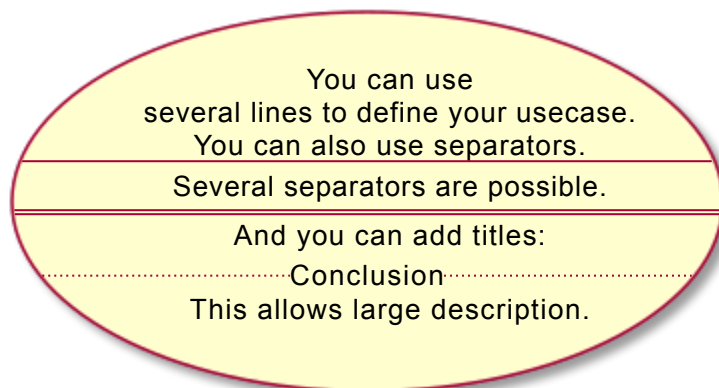 You can use
several lines to define your usecase.
You can also use separators.
Several separators are possible.
And you can add titles:
Conclusion
This allows large description.